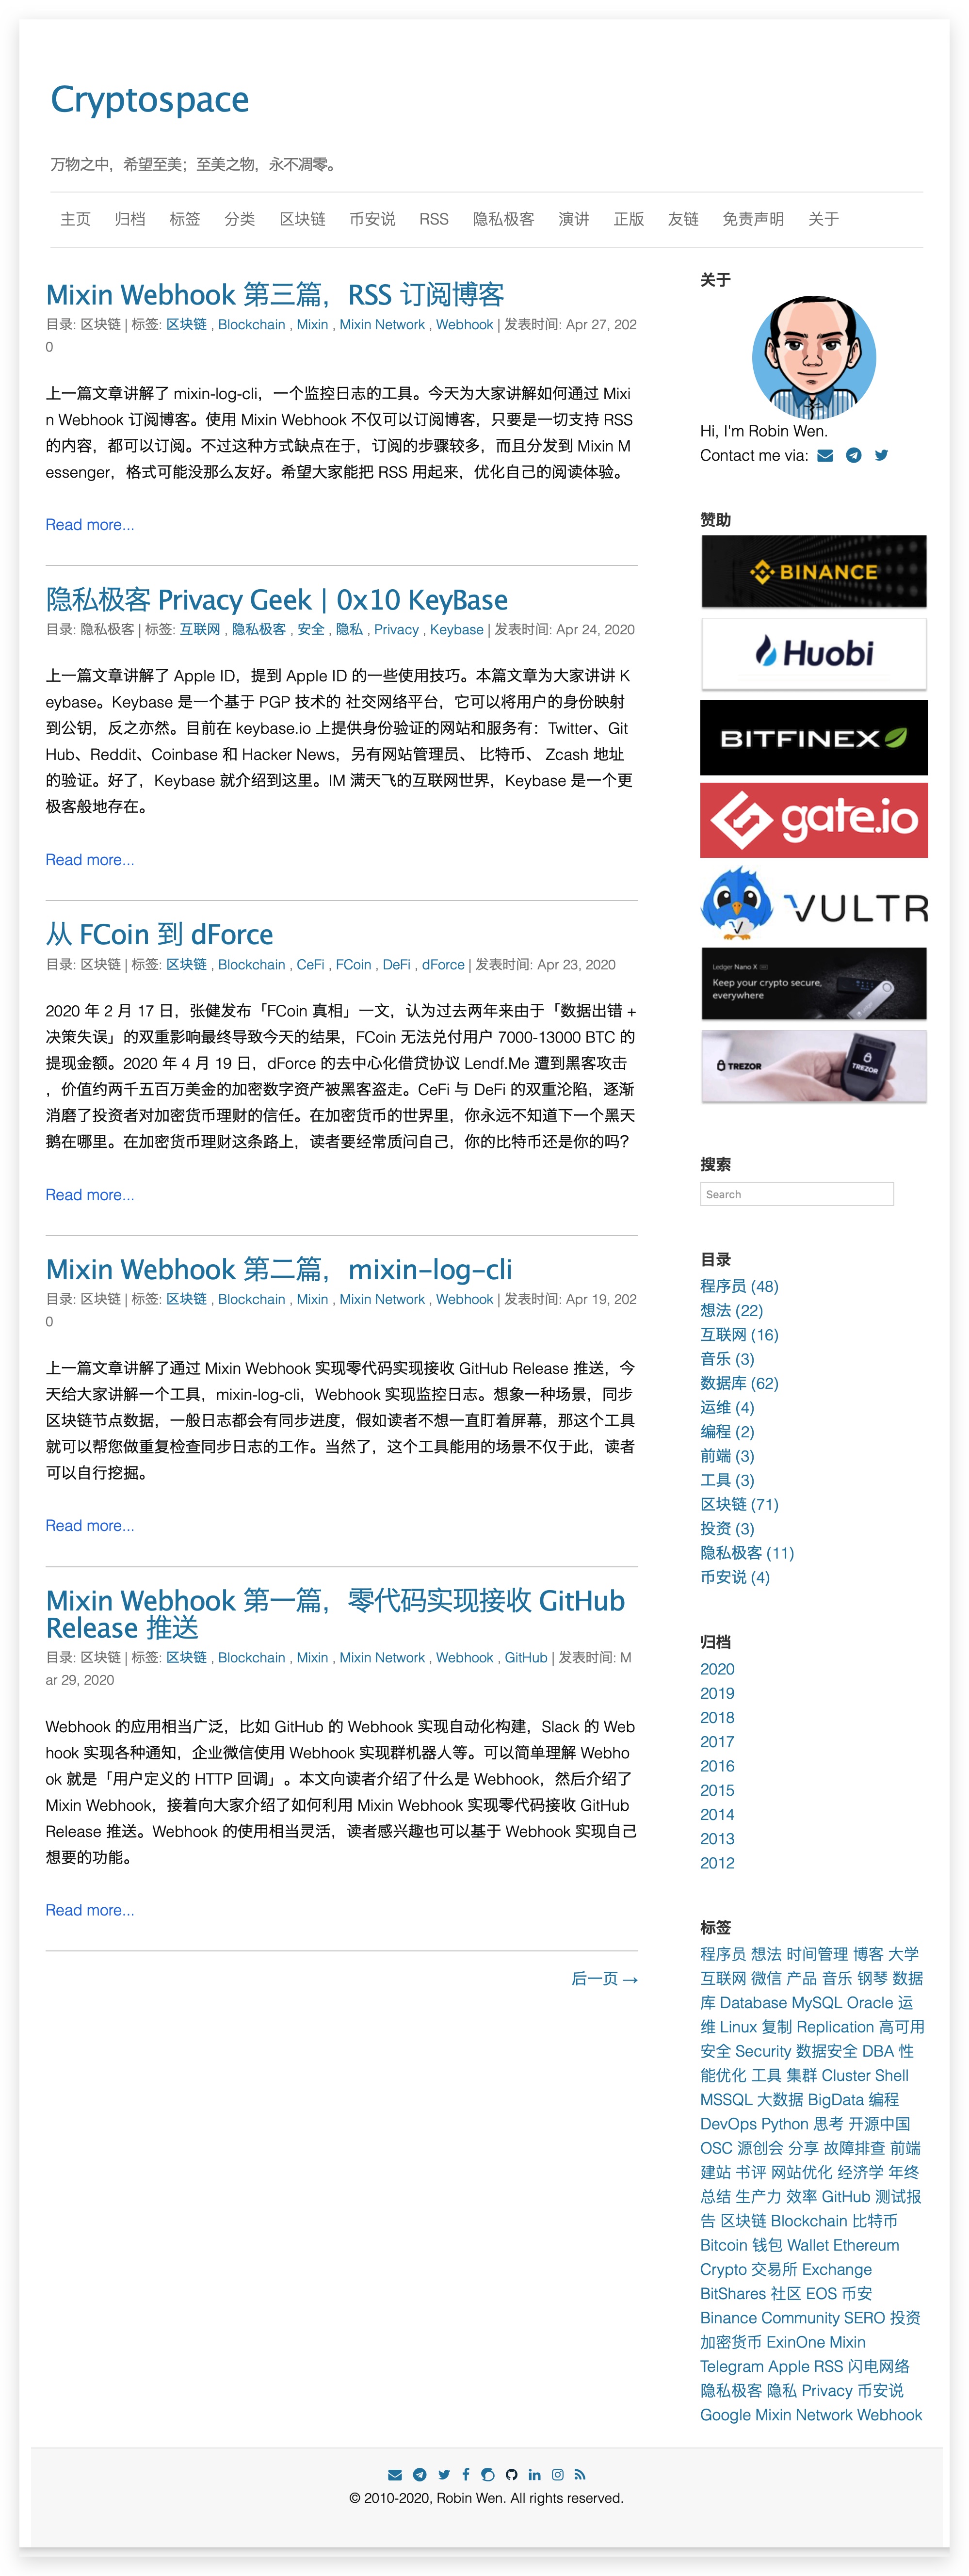 Cryptospace
万物之中，希望至美；至美之物，永不凋零。
主页 归档 标签 分类 区块链 币安说 RSS 隐私极客 演讲 正版 友链 免责声明 关于
Mixin Webhook 第三篇，RSS 订阅博客
目录: 区块链 | 标签: 区块链 , Blockchain , Mixin , Mixin Network , Webhook | 发表时间: Apr 27, 202
0
上一篇文章讲解了 mixin-log-cli，一个监控日志的工具。今天为大家讲解如何通过 Mixi
n Webhook 订阅博客。使用 Mixin Webhook 不仅可以订阅博客，只要是一切支持 RSS
的内容，都可以订阅。不过这种方式缺点在于，订阅的步骤较多，而且分发到 Mixin M
essenger，格式可能没那么友好。希望大家能把 RSS 用起来，优化自己的阅读体验。
Read more...
隐私极客 Privacy Geek | 0x10 KeyBase
目录: 隐私极客 | 标签: 互联网 , 隐私极客 , 安全 , 隐私 , Privacy , Keybase | 发表时间: Apr 24, 2020
上一篇文章讲解了 Apple ID，提到 Apple ID 的一些使用技巧。本篇文章为大家讲讲 K
eybase。Keybase 是一个基于 PGP 技术的 社交网络平台，它可以将用户的身份映射
到公钥，反之亦然。目前在 keybase.io 上提供身份验证的网站和服务有：Twitter、Git
Hub、Reddit、Coinbase 和 Hacker News，另有网站管理员、 比特币、 Zcash 地址
的验证。好了，Keybase 就介绍到这里。IM 满天飞的互联网世界，Keybase 是一个更
极客般地存在。
Read more...
从 FCoin 到 dForce
目录: 区块链 | 标签: 区块链 , Blockchain , CeFi , FCoin , DeFi , dForce | 发表时间: Apr 23, 2020
2020 年 2 月 17 日，张健发布「FCoin 真相」一文，认为过去两年来由于「数据出错 +
决策失误」的双重影响最终导致今天的结果，FCoin 无法兑付用户 7000-13000 BTC 的
提现金额。2020 年 4 月 19 日，dForce 的去中心化借贷协议 Lendf.Me 遭到黑客攻击
，价值约两千五百万美金的加密数字资产被黑客盗走。CeFi 与 DeFi 的双重沦陷，逐渐
消磨了投资者对加密货币理财的信任。在加密货币的世界里，你永远不知道下一个黑天
鹅在哪里。在加密货币理财这条路上，读者要经常质问自己，你的比特币还是你的吗？
Read more...
Mixin Webhook 第二篇，mixin-log-cli
目录: 区块链 | 标签: 区块链 , Blockchain , Mixin , Mixin Network , Webhook | 发表时间: Apr 19, 202
0
上一篇文章讲解了通过 Mixin Webhook 实现零代码实现接收 GitHub Release 推送，今
天给大家讲解一个工具，mixin-log-cli，Webhook 实现监控日志。想象一种场景，同步
区块链节点数据，一般日志都会有同步进度，假如读者不想一直盯着屏幕，那这个工具
就可以帮您做重复检查同步日志的工作。当然了，这个工具能用的场景不仅于此，读者
可以自行挖掘。
Read more...
Mixin Webhook 第一篇，零代码实现接收 GitHub
Release 推送
目录: 区块链 | 标签: 区块链 , Blockchain , Mixin , Mixin Network , Webhook , GitHub | 发表时间: M
ar 29, 2020
Webhook 的应用相当广泛，比如 GitHub 的 Webhook 实现自动化构建，Slack 的 Web
hook 实现各种通知，企业微信使用 Webhook 实现群机器人等。可以简单理解 Webho
ok 就是「用户定义的 HTTP 回调」。本文向读者介绍了什么是 Webhook，然后介绍了
Mixin Webhook，接着向大家介绍了如何利用 Mixin Webhook 实现零代码接收 GitHub
Release 推送。Webhook 的使用相当灵活，读者感兴趣也可以基于 Webhook 实现自己
想要的功能。
Read more...
后一页 →
关于
Hi, I'm Robin Wen.
Contact me via:
赞助
BINANCE
Huobi
BITFINEX
gate.io
VULTR
Ledger Nano X
Keep your crypto secure,
everywhere
TREZOR
TREZOR
搜索
Search
目录
程序员 (48)
想法 (22)
互联网 (16)
音乐 (3)
数据库 (62)
运维 (4)
编程 (2)
前端 (3)
工具 (3)
区块链 (71)
投资 (3)
隐私极客 (11)
币安说 (4)
归档
2020
2019
2018
2017
2016
2015
2014
2013
2012
标签
程序员 想法 时间管理 博客 大学
互联网 微信 产品 音乐 钢琴 数据
库 Database MySQL Oracle 运
维 Linux 复制 Replication 高可用
安全 Security 数据安全 DBA 性
能优化 工具 集群 Cluster Shell
MSSQL 大数据 BigData 编程
DevOps Python 思考 开源中国
OSC 源创会 分享 故障排查 前端
建站 书评 网站优化 经济学 年终
总结 生产力 效率 GitHub 测试报
告 区块链 Blockchain 比特币
Bitcoin 钱包 Wallet Ethereum
Crypto 交易所 Exchange
BitShares 社区 EOS 币安
Binance Community SERO 投资
加密货币 ExinOne Mixin
Telegram Apple RSS 闪电网络
隐私极客 隐私 Privacy 币安说
Google Mixin Network Webhook
© 2010-2020, Robin Wen. All rights reserved.